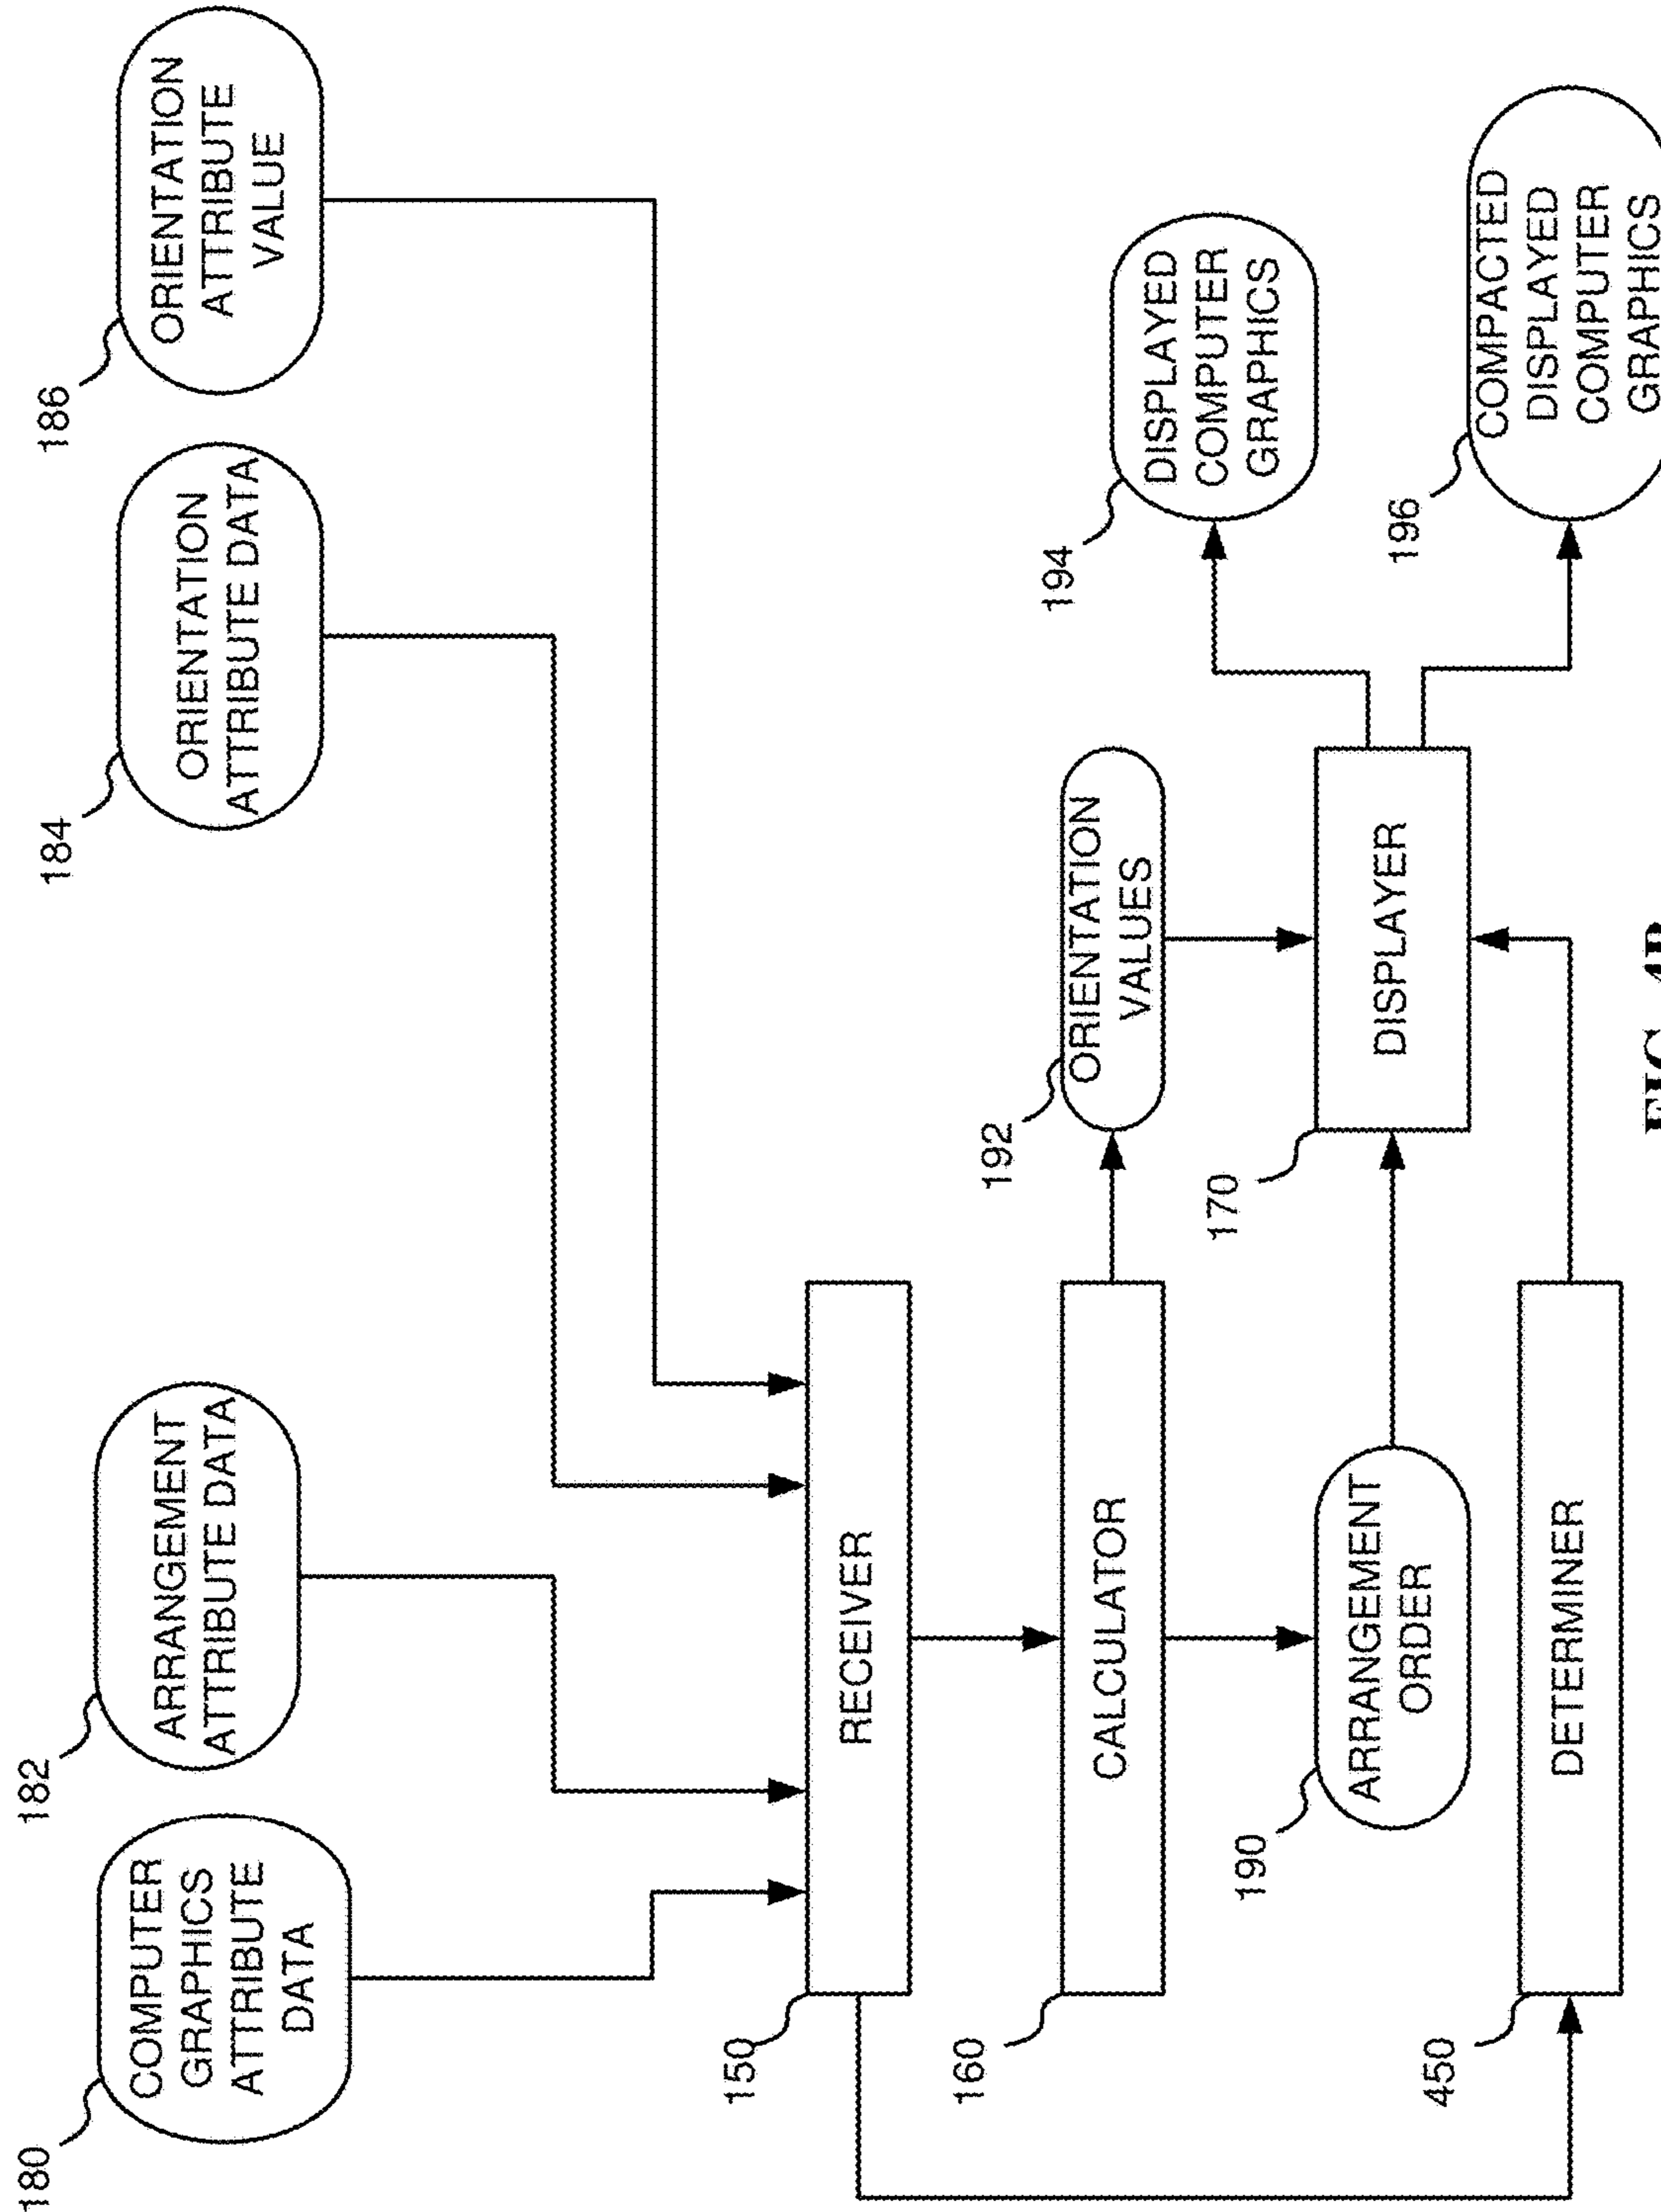 180
COMPUTER
GRAPHICS
ATTRIBUTE
DATA
182
ARRANGEMENT
ATTRIBUTE DATA
184
ORIENTATION
ATTRIBUTE DATA
186
ORIENTATION
ATTRIBUTE
VALUE
150
RECEIVER
160
CALCULATOR
192
ORIENTATION
VALUES
194
DISPLAYED
COMPUTER
GRAPHICS
190
ARRANGEMENT
ORDER
170
DISPLAYER
196
COMPACTED
DISPLAYED
COMPUTER
GRAPHICS
450
DETERMINER